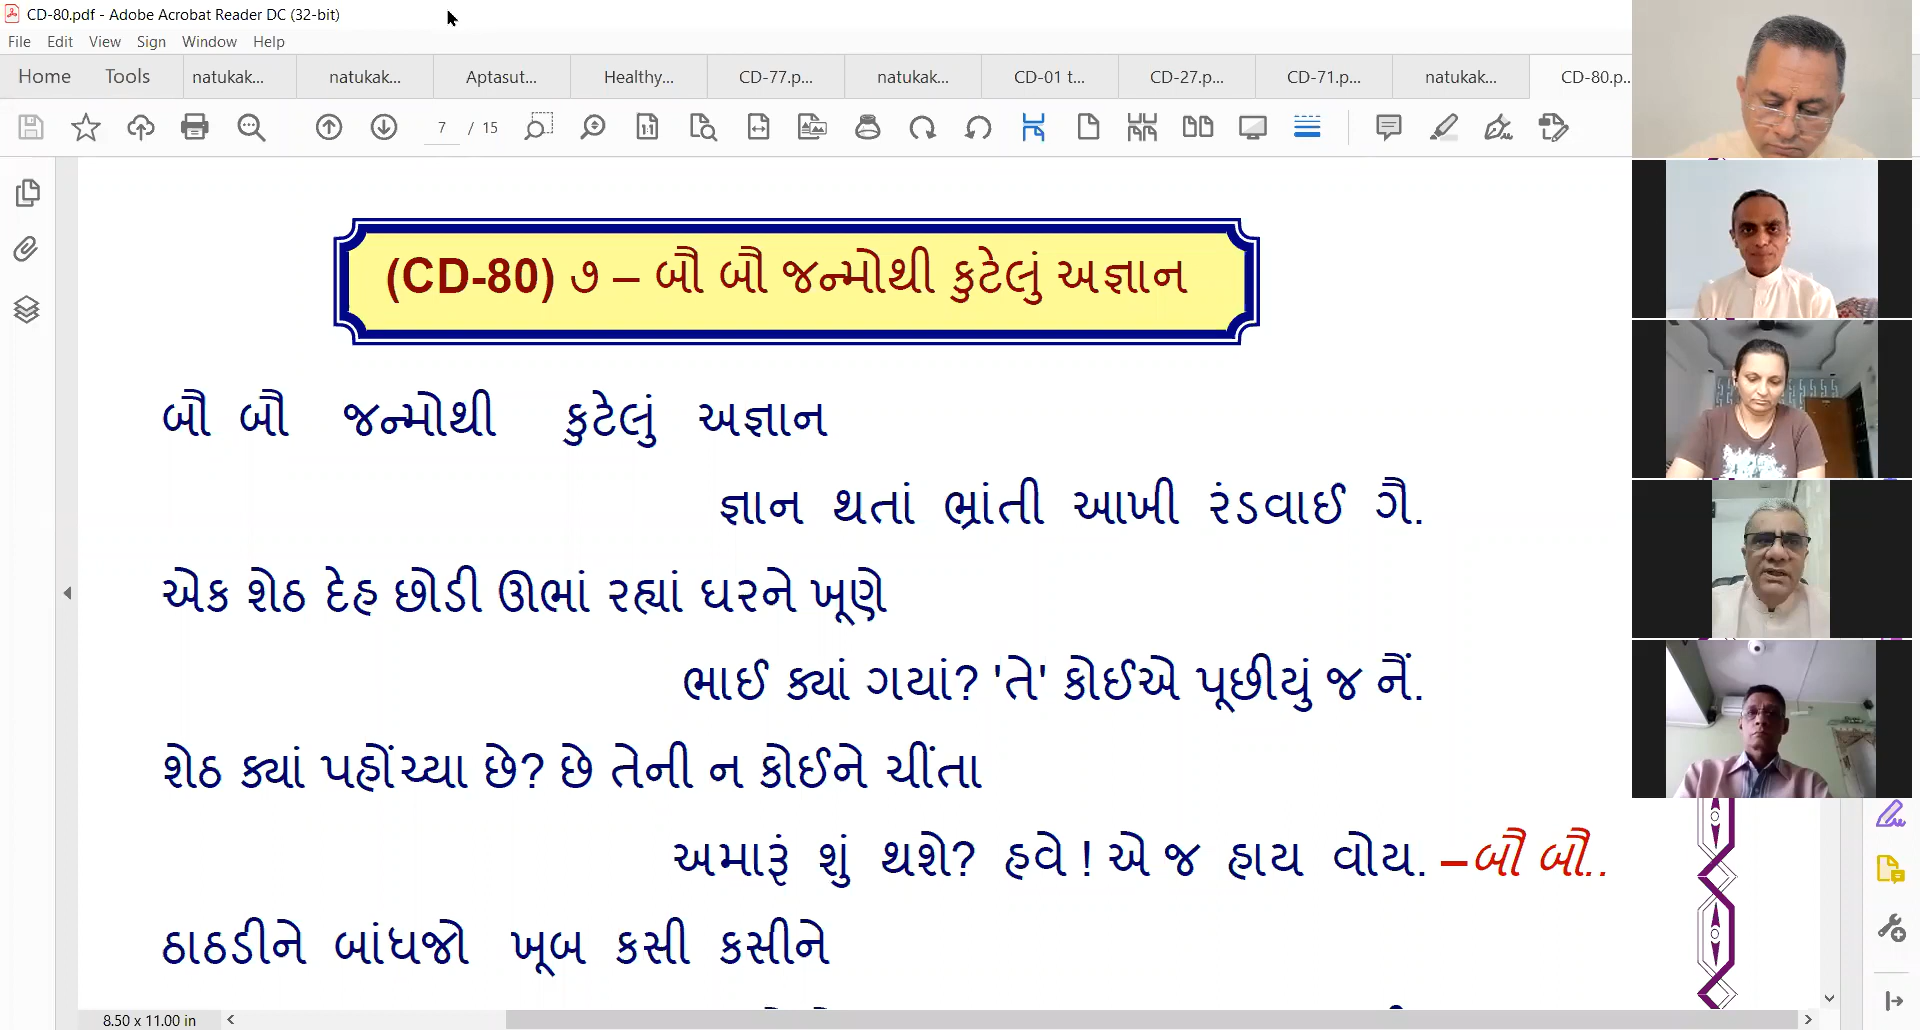 CD-80.pdf - Adobe Acrobat Reader DC (32-bit)
File Edit View Sign Window Help
Home Tools natukak... natukak... Aptasut... Healthy... CD-77.p... natukak... CD-01 t... CD-27.p... CD-71.p... natukak... CD-80.p..
7 / 15
(CD-80) ૭ – બૌ બૌ જન્મોથી કુટેલું અજ્ઞાન
બૌ બૌ જન્મોથી કુટેલું અજ્ઞાન
જ્ઞાન થતાં ભ્રાંતી આખી રંડવાઈ ગૈ.
એક શેઠ દેહ છોડી ઊભાં રહ્યાં ઘરને ખૂણે
ભાઈ ક્યાં ગયાં? 'તે' કોઈએ પૂછીયું જ નૈં.
શેઠ ક્યાં પહોંચ્યા છે? છે તેની ન કોઈને ચીંતા
અમારૂં શું થશે? હવે ! એ જ હાય વોય. –બૌ બૌ..
ઠાઠડીને બાંધજો ખૂબ કસી કસીને
8.50 x 11.00 in